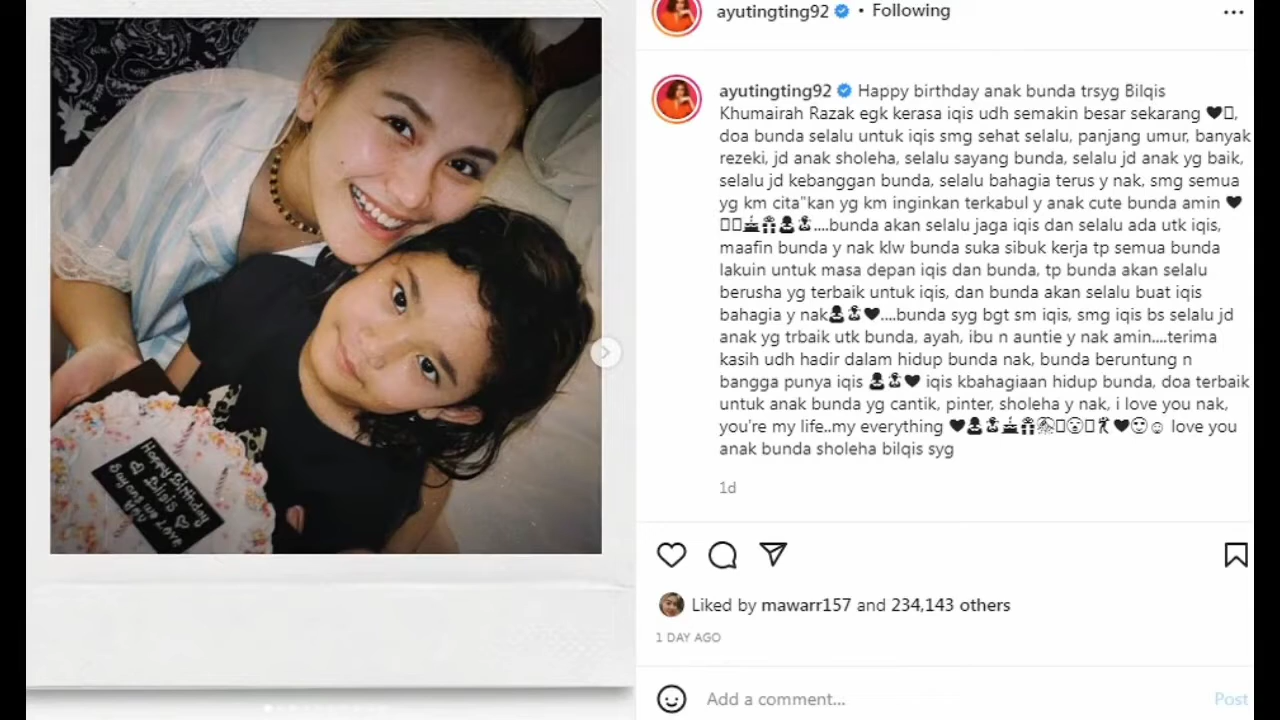 Happy Birthday
Bisis
Sayang we Love
You
ayutingting92 • Following
ayutingting92 Happy birthday anak bunda trsyg Bilqis
Khumairah Razak egk kerasa iqis udh semakin besar sekarang ♥,
doa bunda selalu untuk iqis smg sehat selalu, panjang umur, banyak
rezeki, jd anak sholeha, selalu sayang bunda, selalu jd anak yg baik,
selalu jd kebanggan bunda, selalu bahagia terus y nak, smg semua
yg km cita"kan yg km inginkan terkabul y anak cute bunda amin ♥
....bunda akan selalu jaga iqis dan selalu ada utk iqis,
maafin bunda y nak klw bunda suka sibuk kerja tp semua bunda
lakuin untuk masa depan iqis dan bunda, tp bunda akan selalu
berusha yg terbaik untuk iqis, dan bunda akan selalu buat iqis
bahagia y nak♥....bunda syg bgt sm iqis, smg iqis bs selalu jd
anak yg trbaik utk bunda, ayah, ibu n auntie y nak amin....terima
kasih udh hadir dalam hidup bunda nak, bunda beruntung n
bangga punya iqis ♥ iqis kbahagiaan hidup bunda, doa terbaik
untuk anak bunda yg cantik, pinter, sholeha y nak, i love you nak,
you're my life..my everything ♥♥ love you
anak bunda sholeha bilqis syg
1d
Liked by mawarr157 and 234,143 others
1 DAY AGO
Add a comment...
Post